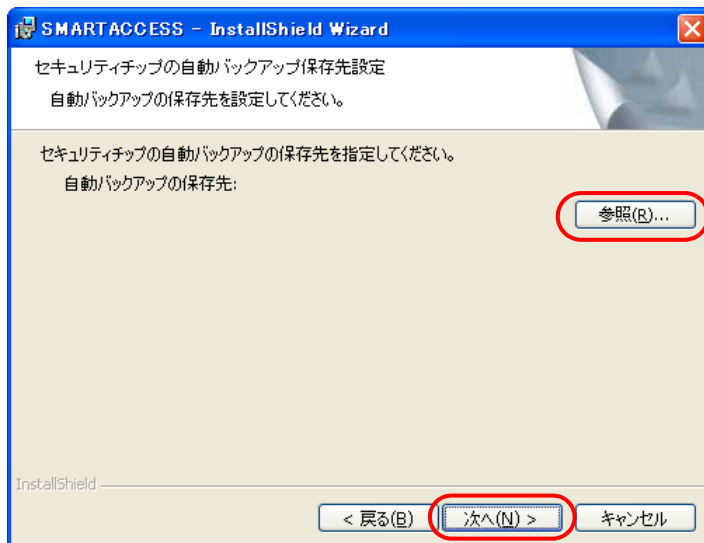 SMARTACCESS - InstallShield Wizard
セキュリティチップの自動バックアップ保存先設定
自動バックアップの保存先を設定してください。
セキュリティチップの自動バックアップの保存先を指定してください。
自動バックアップの保存先:
参照(R)...
InstallShield
< 戻る(B) 次へ(N) > キャンセル